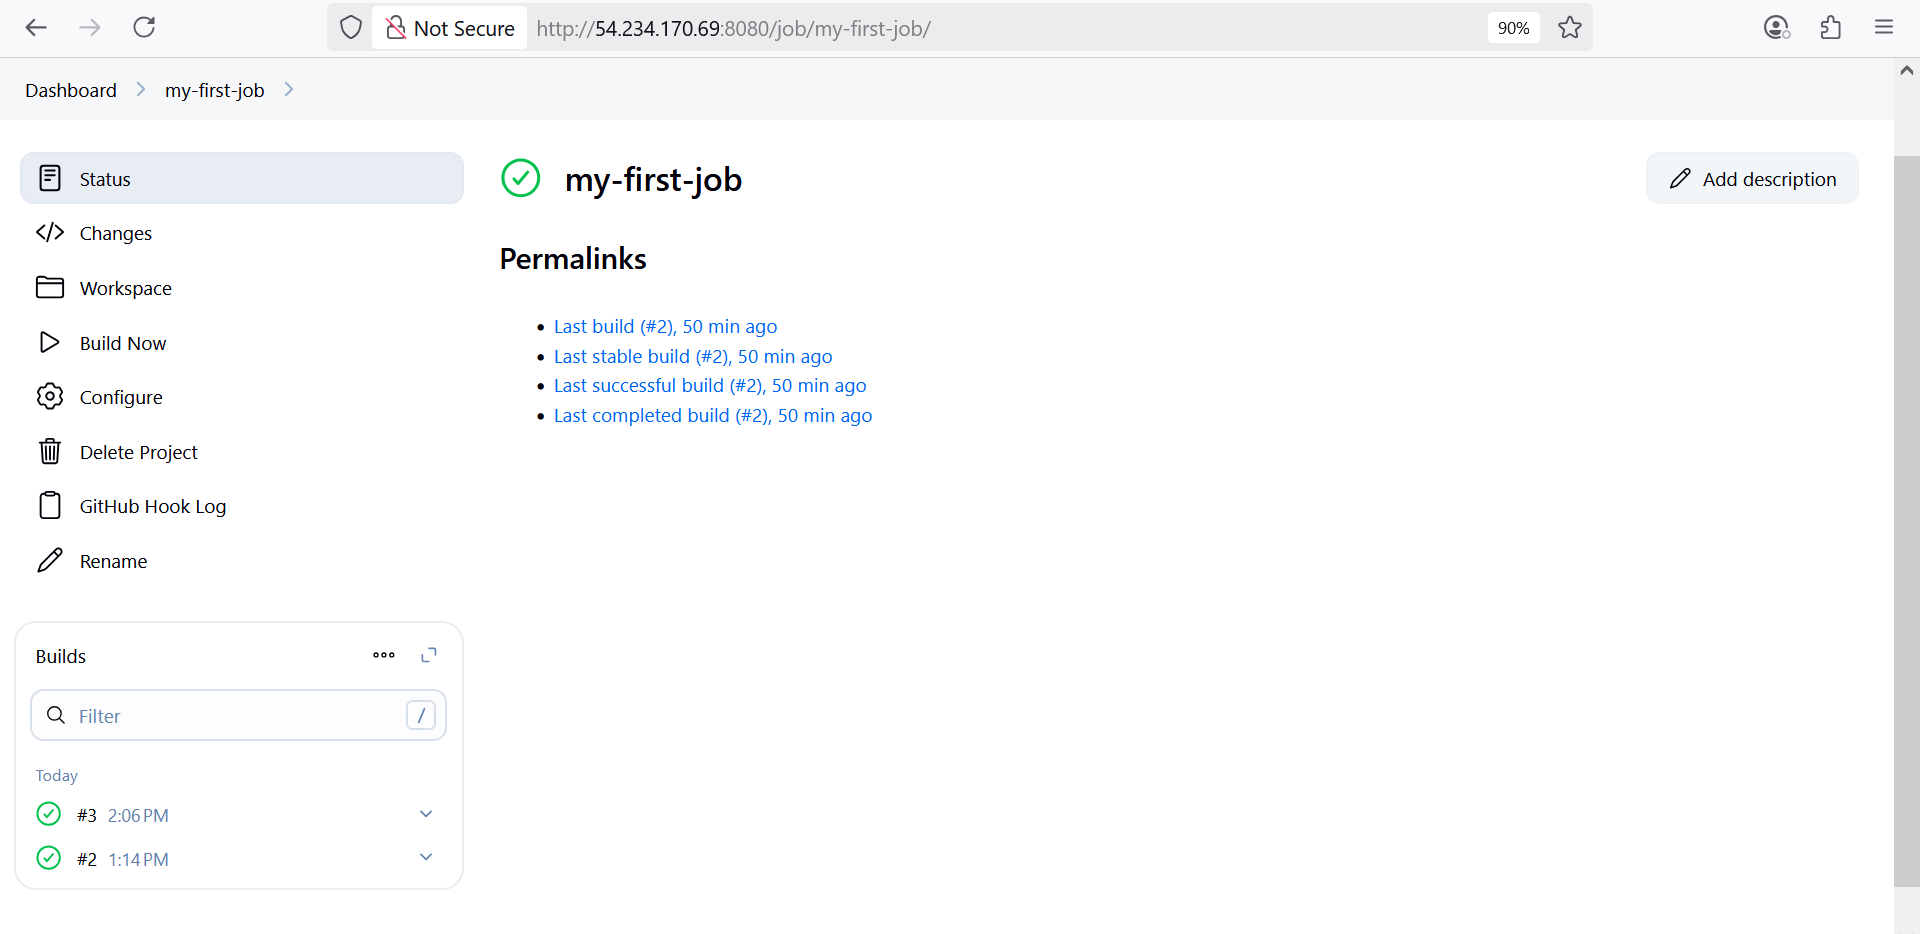 Not Secure http://54.234.170.69:8080/job/my-first-job/ 90%
Dashboard my-first-job
Status
Changes
Workspace
Build Now
Configure
Delete Project
GitHub Hook Log
Rename
my-first-job
Add description
Permalinks
Last build (#2), 50 min ago
Last stable build (#2), 50 min ago
Last successful build (#2), 50 min ago
Last completed build (#2), 50 min ago
Builds
Filter /
Today
#3 2:06 PM
#2 1:14 PM